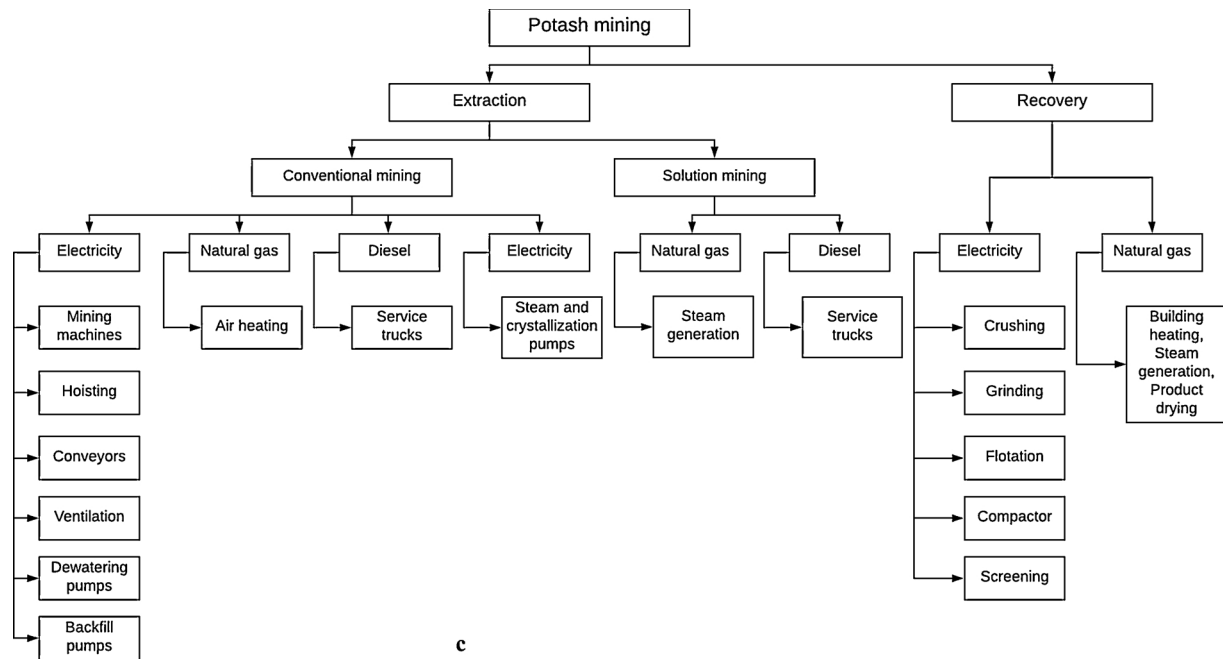 Potash mining
Extraction
Recovery
Conventional mining
Solution mining
Electricity
Natural gas
Diesel
Electricity
Natural gas
Diesel
Electricity
Natural gas
Mining
machines
Air heating
Service
trucks
Steam and
crystallization
pumps
Steam
generation
Service
trucks
Crushing
Building
heating,
Steam
generation,
Product
drying
Hoisting
Grinding
Conveyors
Flotation
Ventilation
Compactor
Dewatering
pumps
Screening
Backfill
pumps
c